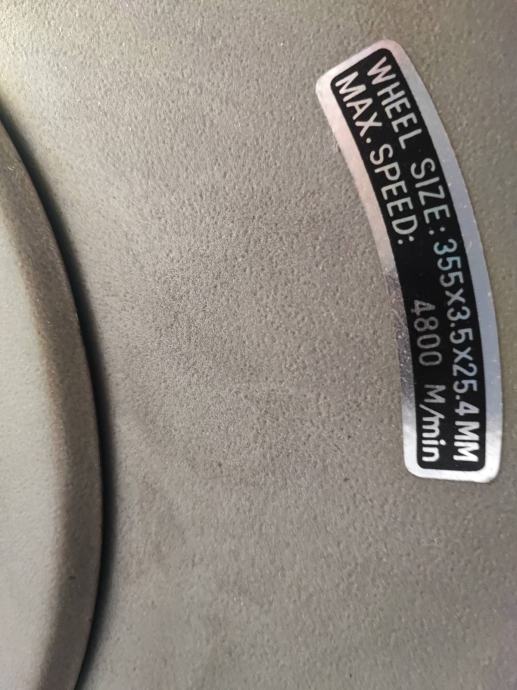 WHEEL SIZE: 355X3.5X25.4MM
MAX. SPEED: 4800 M/min